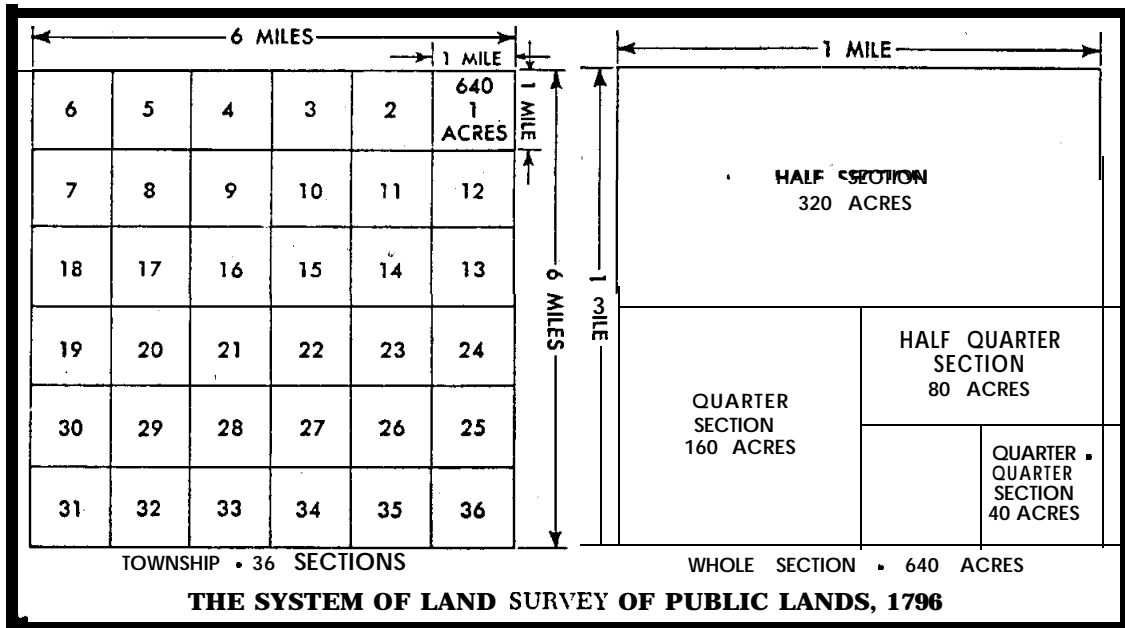 6 MILES
1 MILE
6 5 4 3 2 640
1
ACRES
1 MILE
7 8 9 10 11 12
18 17 16 15 14 13
19 20 21 22 23 24
30 29 28 27 26 25
31 32 33 34 35 36
6 MILES
TOWNSHIP • 36 SECTIONS
1 MILE
1
3
ILE
HALF SECTION
320 ACRES
QUARTER
SECTION
160 ACRES
HALF QUARTER
SECTION
80 ACRES
QUARTER •
QUARTER
SECTION
40 ACRES
WHOLE SECTION • 640 ACRES
THE SYSTEM OF LAND SURVEY OF PUBLIC LANDS, 1796